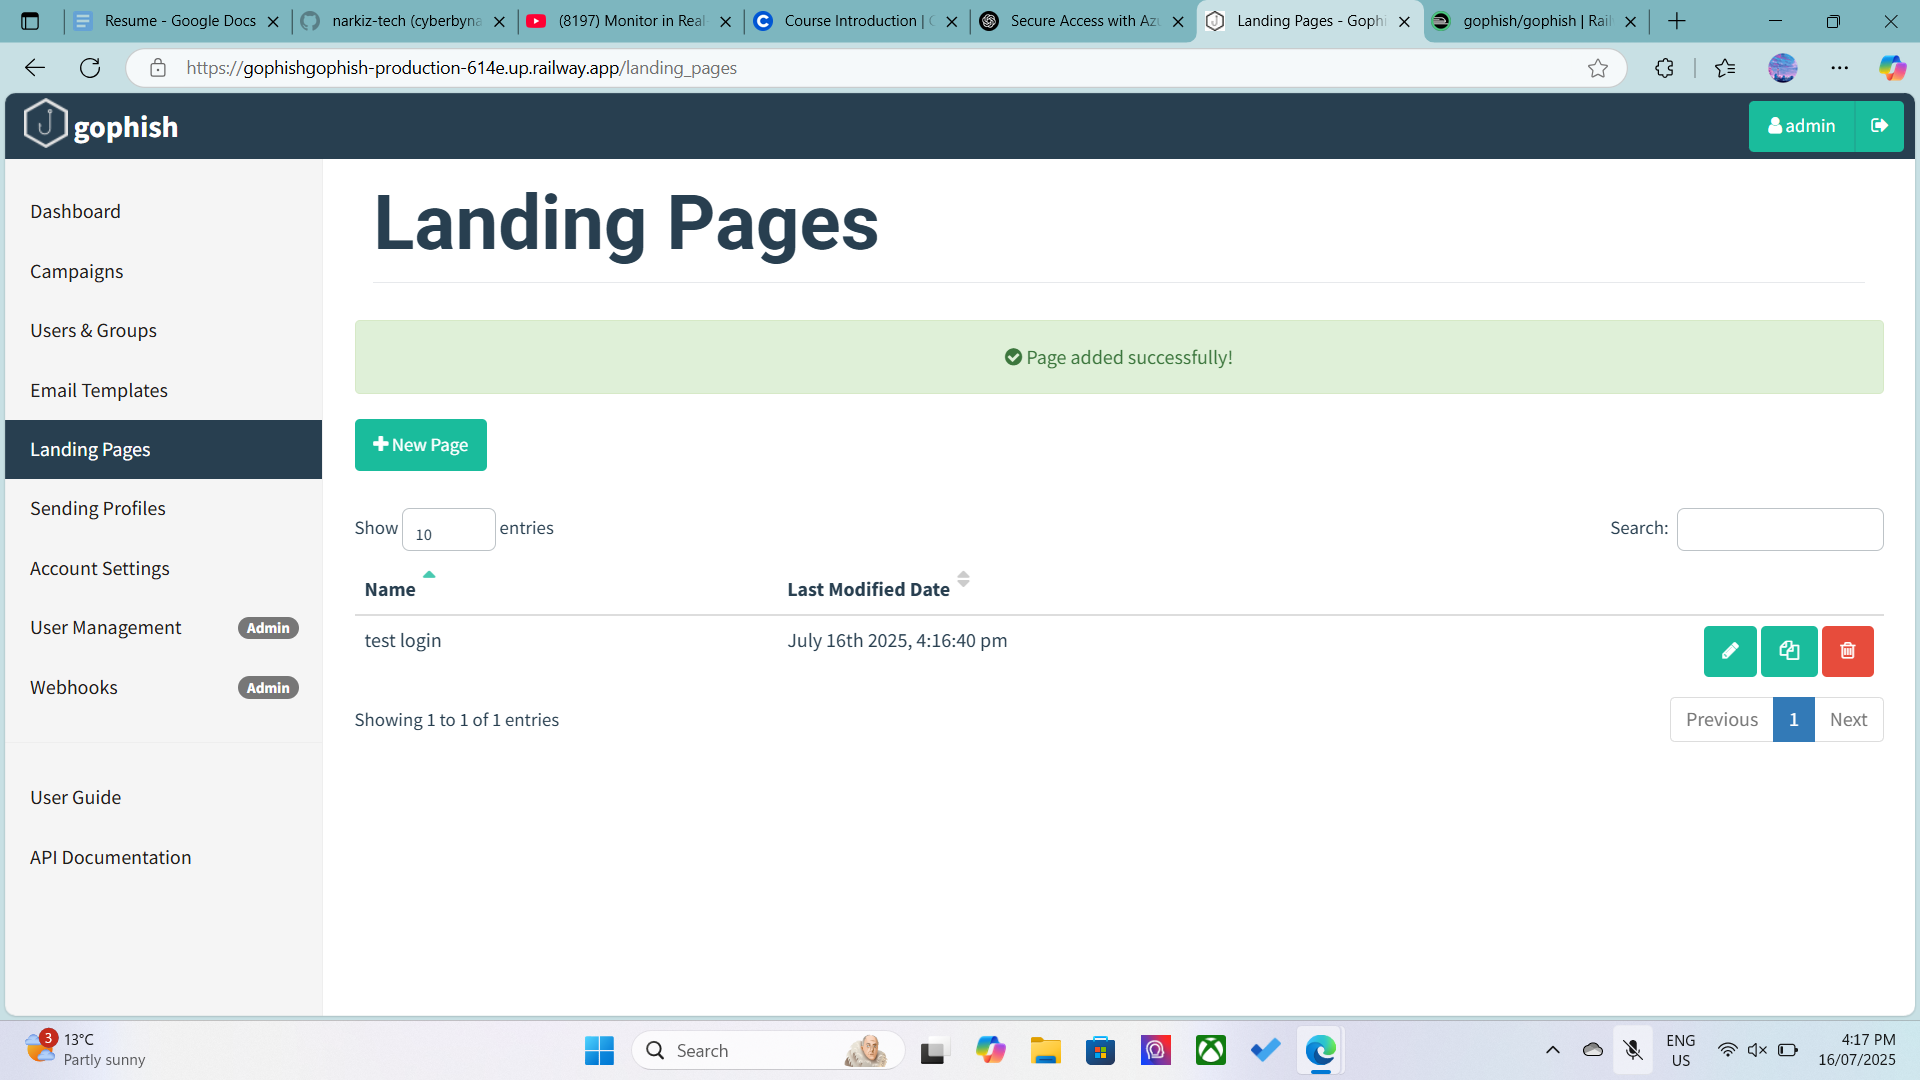 Resume - Google Docs
narkiz-tech (cyberbyna
(8197) Monitor in Real-
Course Introduction | C
Secure Access with Azu
Landing Pages - Gophi
gophish/gophish | Rail
https://gophishgophish-production-614e.up.railway.app/landing_pages
gophish
admin
Dashboard
Campaigns
Users & Groups
Email Templates
Landing Pages
Sending Profiles
Account Settings
User Management Admin
Webhooks Admin
User Guide
API Documentation
Landing Pages
Page added successfully!
New Page
Show 10 entries
Search:
Name Last Modified Date
test login July 16th 2025, 4:16:40 pm
Showing 1 to 1 of 1 entries
Previous 1 Next
3
13°C
Partly sunny
Search
ENG
US
4:17 PM
16/07/2025